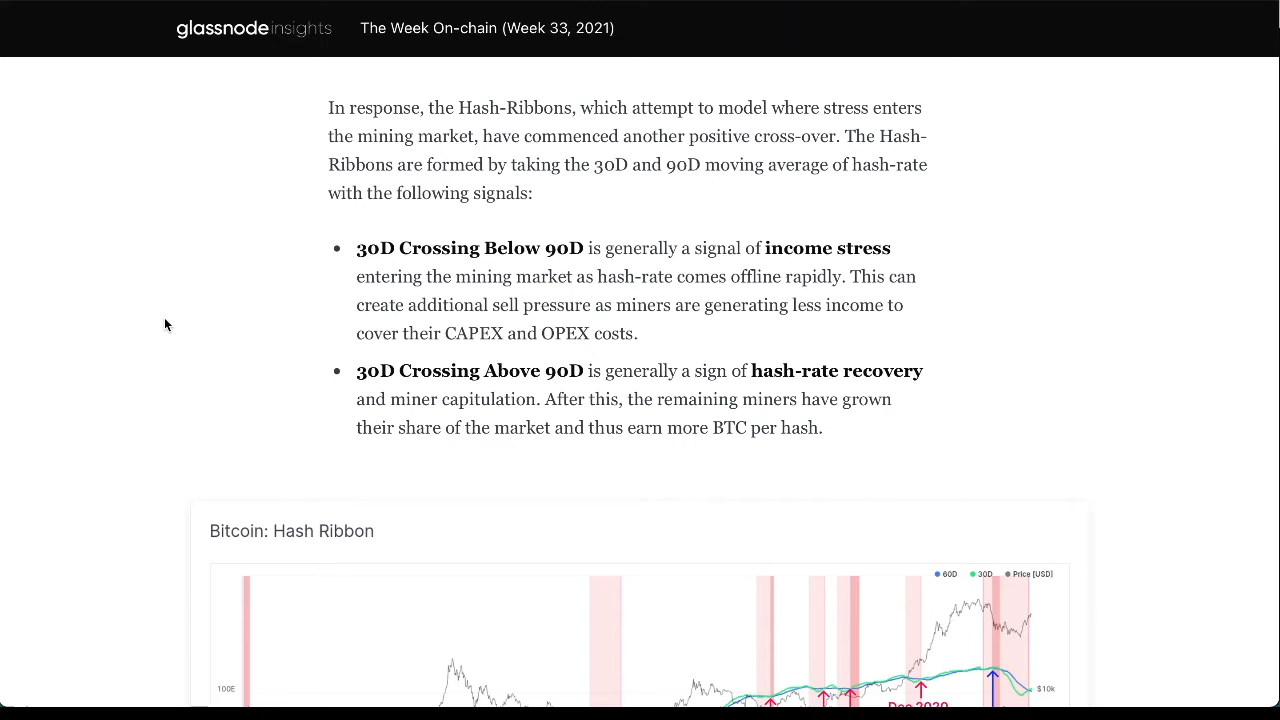 glassnode insights The Week On-chain (Week 33, 2021)
In response, the Hash-Ribbons, which attempt to model where stress enters
the mining market, have commenced another positive cross-over. The Hash-
Ribbons are formed by taking the 30D and 90D moving average of hash-rate
with the following signals:
• 30D Crossing Below 90D is generally a signal of income stress
entering the mining market as hash-rate comes offline rapidly. This can
create additional sell pressure as miners are generating less income to
cover their CAPEX and OPEX costs.
• 30D Crossing Above 90D is generally a sign of hash-rate recovery
and miner capitulation. After this, the remaining miners have grown
their share of the market and thus earn more BTC per hash.
Bitcoin: Hash Ribbon
60D 30D Price [USD]
100E $10k
Dec 2020